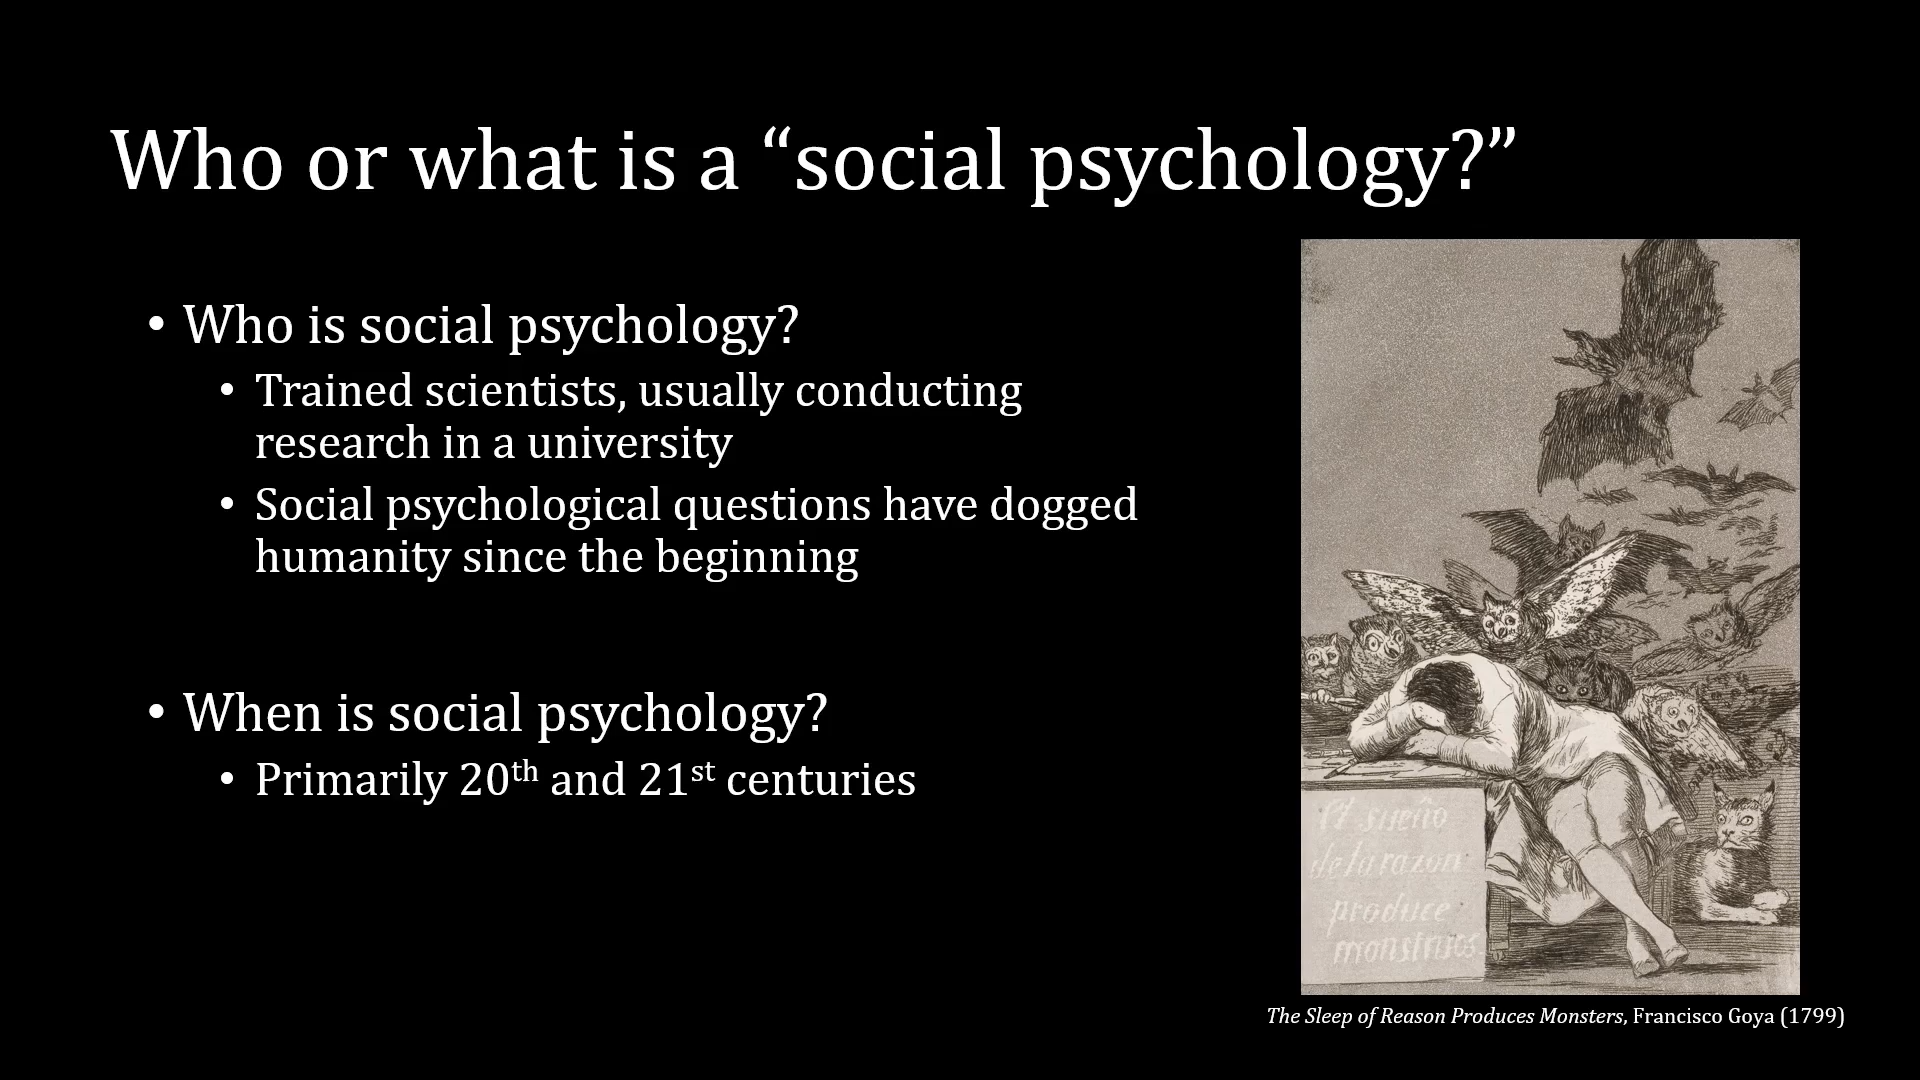 Who or what is a “social psychology?”
• Who is social psychology?
• Trained scientists, usually conducting
research in a university
• Social psychological questions have dogged
humanity since the beginning
• When is social psychology?
• Primarily 20th and 21st centuries
El sueño
de la razon
produce
monstruos.
The Sleep of Reason Produces Monsters, Francisco Goya (1799)